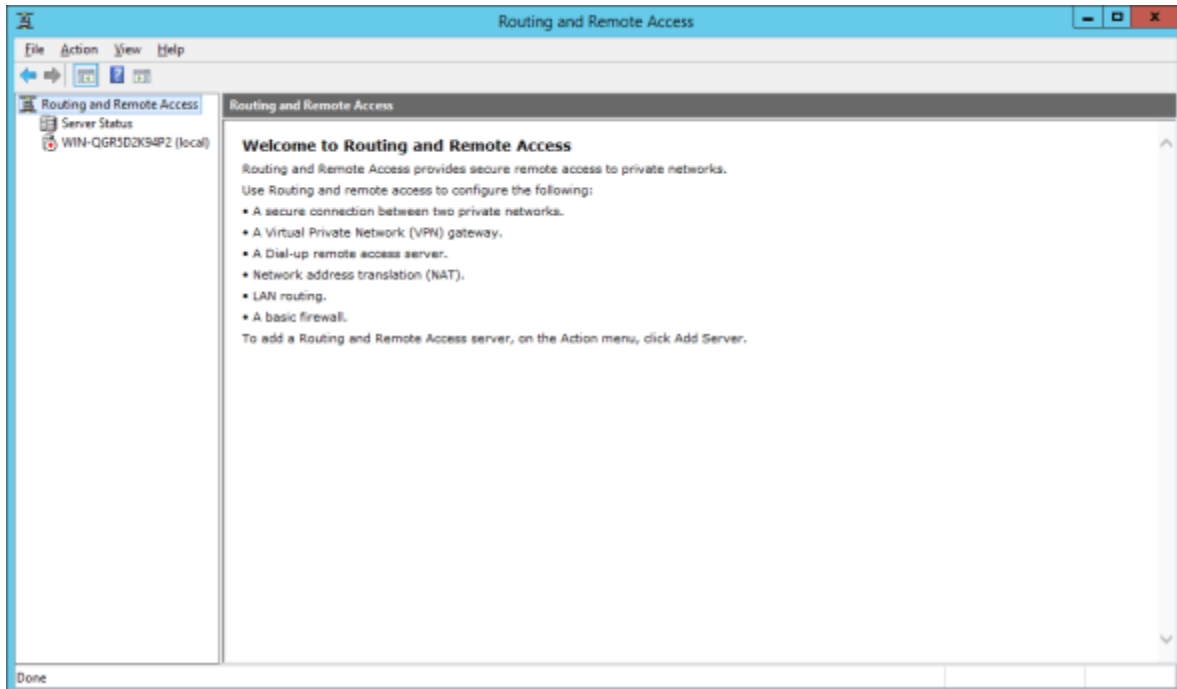 Routing and Remote Access
File Action View Help
Routing and Remote Access
Server Status
WIN-QGR5D2K94P2 (local)
Routing and Remote Access
Welcome to Routing and Remote Access
Routing and Remote Access provides secure remote access to private networks.
Use Routing and remote access to configure the following:
• A secure connection between two private networks.
• A Virtual Private Network (VPN) gateway.
• A Dial-up remote access server.
• Network address translation (NAT).
• LAN routing.
• A basic firewall.
To add a Routing and Remote Access server, on the Action menu, click Add Server.
Done